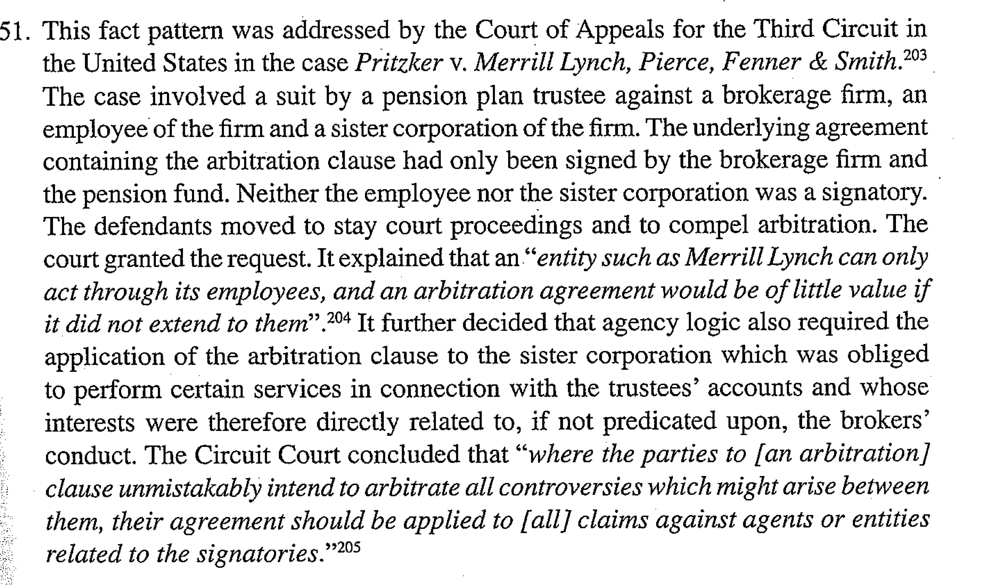 51. This fact pattern was addressed by the Court of Appeals for the Third Circuit in
the United States in the case Pritzker v. Merrill Lynch, Pierce, Fenner & Smith.203
The case involved a suit by a pension plan trustee against a brokerage firm, an
employee of the firm and a sister corporation of the firm. The underlying agreement
containing the arbitration clause had only been signed by the brokerage firm and
the pension fund. Neither the employee nor the sister corporation was a signatory.
The defendants moved to stay court proceedings and to compel arbitration. The
court granted the request. It explained that an “entity such as Merrill Lynch can only
act through its employees, and an arbitration agreement would be of little value if
it did not extend to them”.204 It further decided that agency logic also required the
application of the arbitration clause to the sister corporation which was obliged
to perform certain services in connection with the trustees’ accounts and whose
interests were therefore directly related to, if not predicated upon, the brokers’
conduct. The Circuit Court concluded that “where the parties to [an arbitration]
clause unmistakably intend to arbitrate all controversies which might arise between
them, their agreement should be applied to [all] claims against agents or entities
related to the signatories.”205